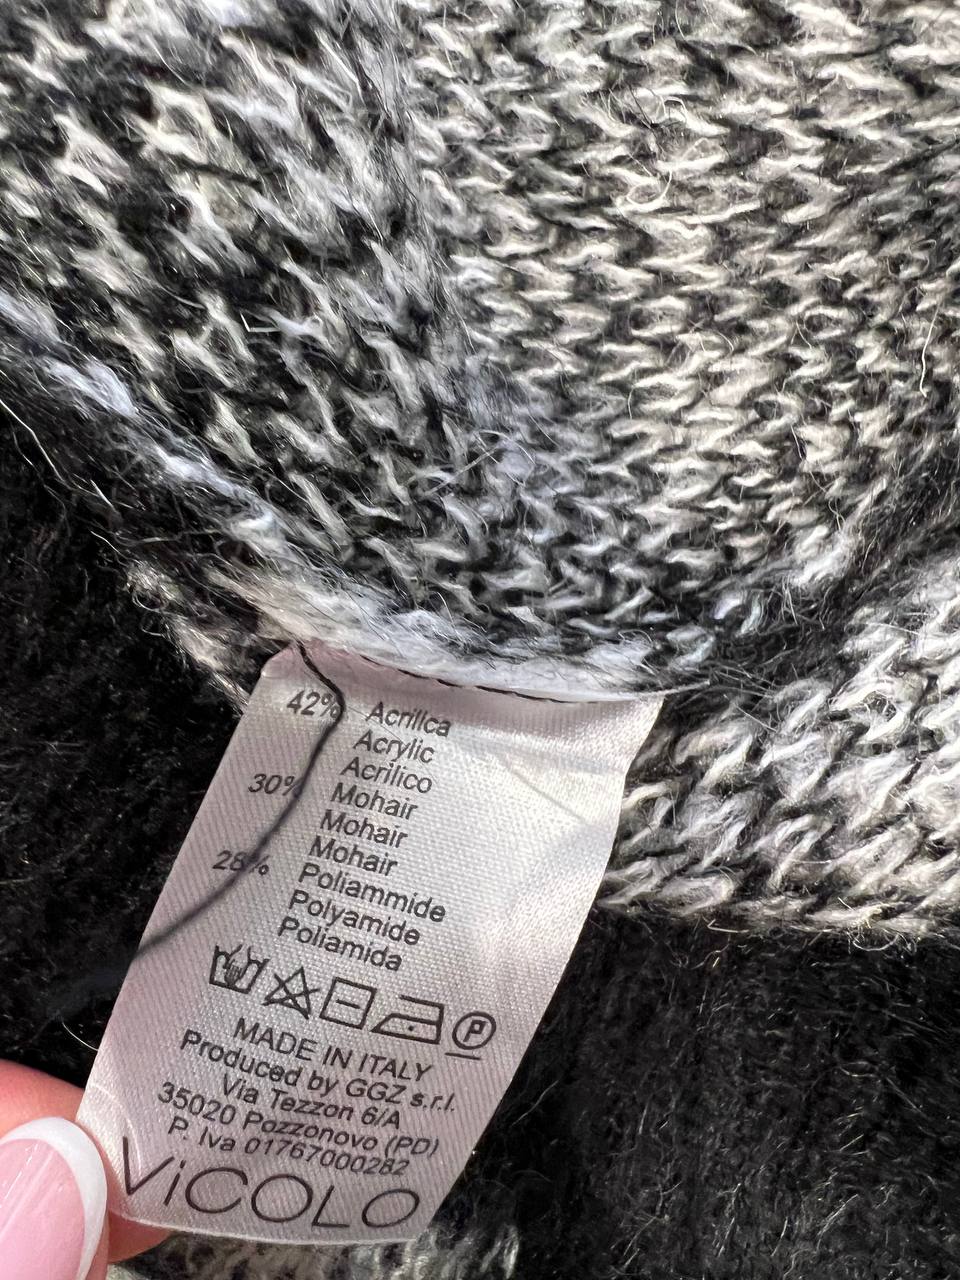 42% Acrilica
Acrylic
Acrilico
30% Mohair
Mohair
Mohair
28% Poliammide
Polyamide
Poliamida
P
MADE IN ITALY
Produced by GGZ s.r.l.
Via Tezzon 6/A
35020 Pozzonovo (PD)
P. Iva 01767000282
ViCOLO